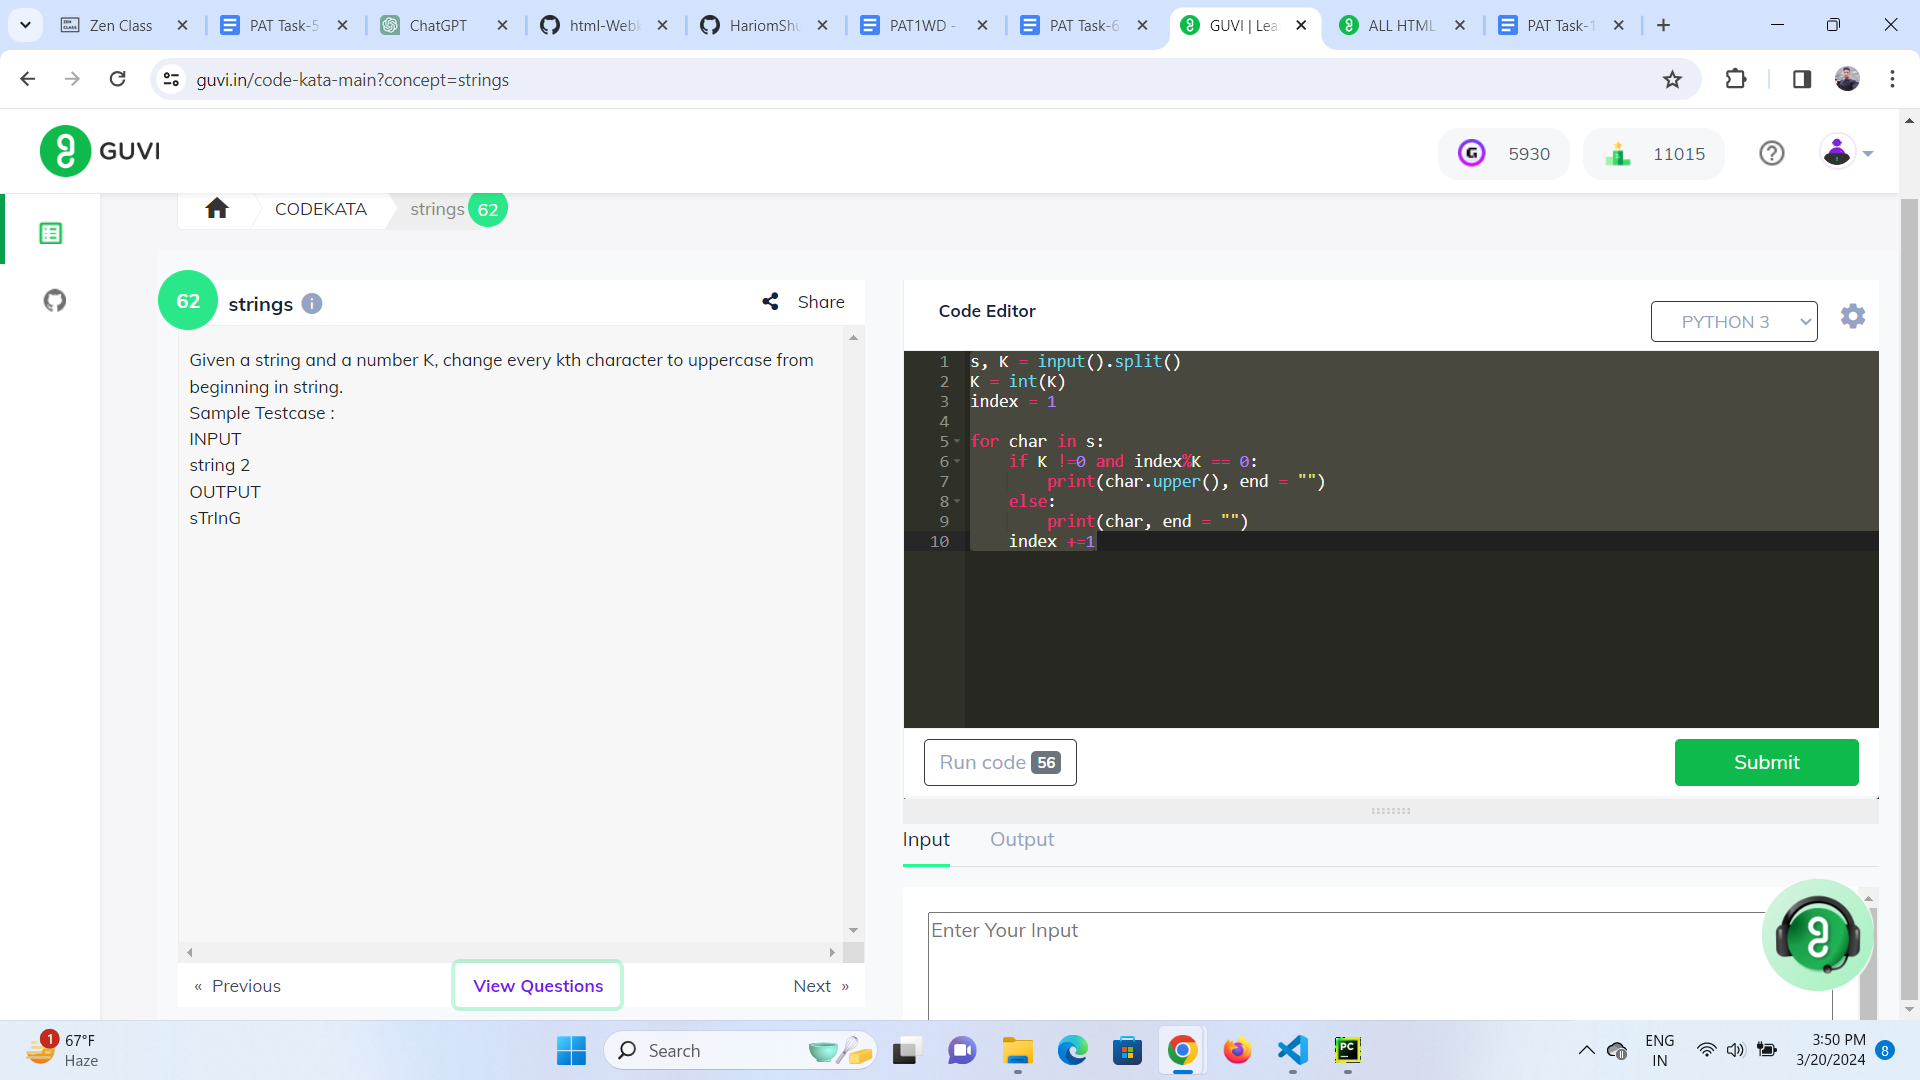 Zen Class
PAT Task-5
ChatGPT
html-Webk
HariomShu
PAT1WD -
PAT Task-6
GUVI | Lea
ALL HTML
PAT Task-1
guvi.in/code-kata-main?concept=strings
GUVI
5930
11015
CODEKATA
strings 62
62 strings
Share
Given a string and a number K, change every kth character to uppercase from
beginning in string.
Sample Testcase :
INPUT
string 2
OUTPUT
sTrInG
« Previous
View Questions
Next »
Code Editor
PYTHON 3
1 s, K = input().split()
2 K = int(K)
3 index = 1
4
5 for char in s:
6 if K !=0 and index%K == 0:
7 print(char.upper(), end = "")
8 else:
9 print(char, end = "")
10 index +=1
Run code 56
Submit
Input
Output
Enter Your Input
1
67°F
Haze
Search
PC
ENG
IN
3:50 PM
3/20/2024
8